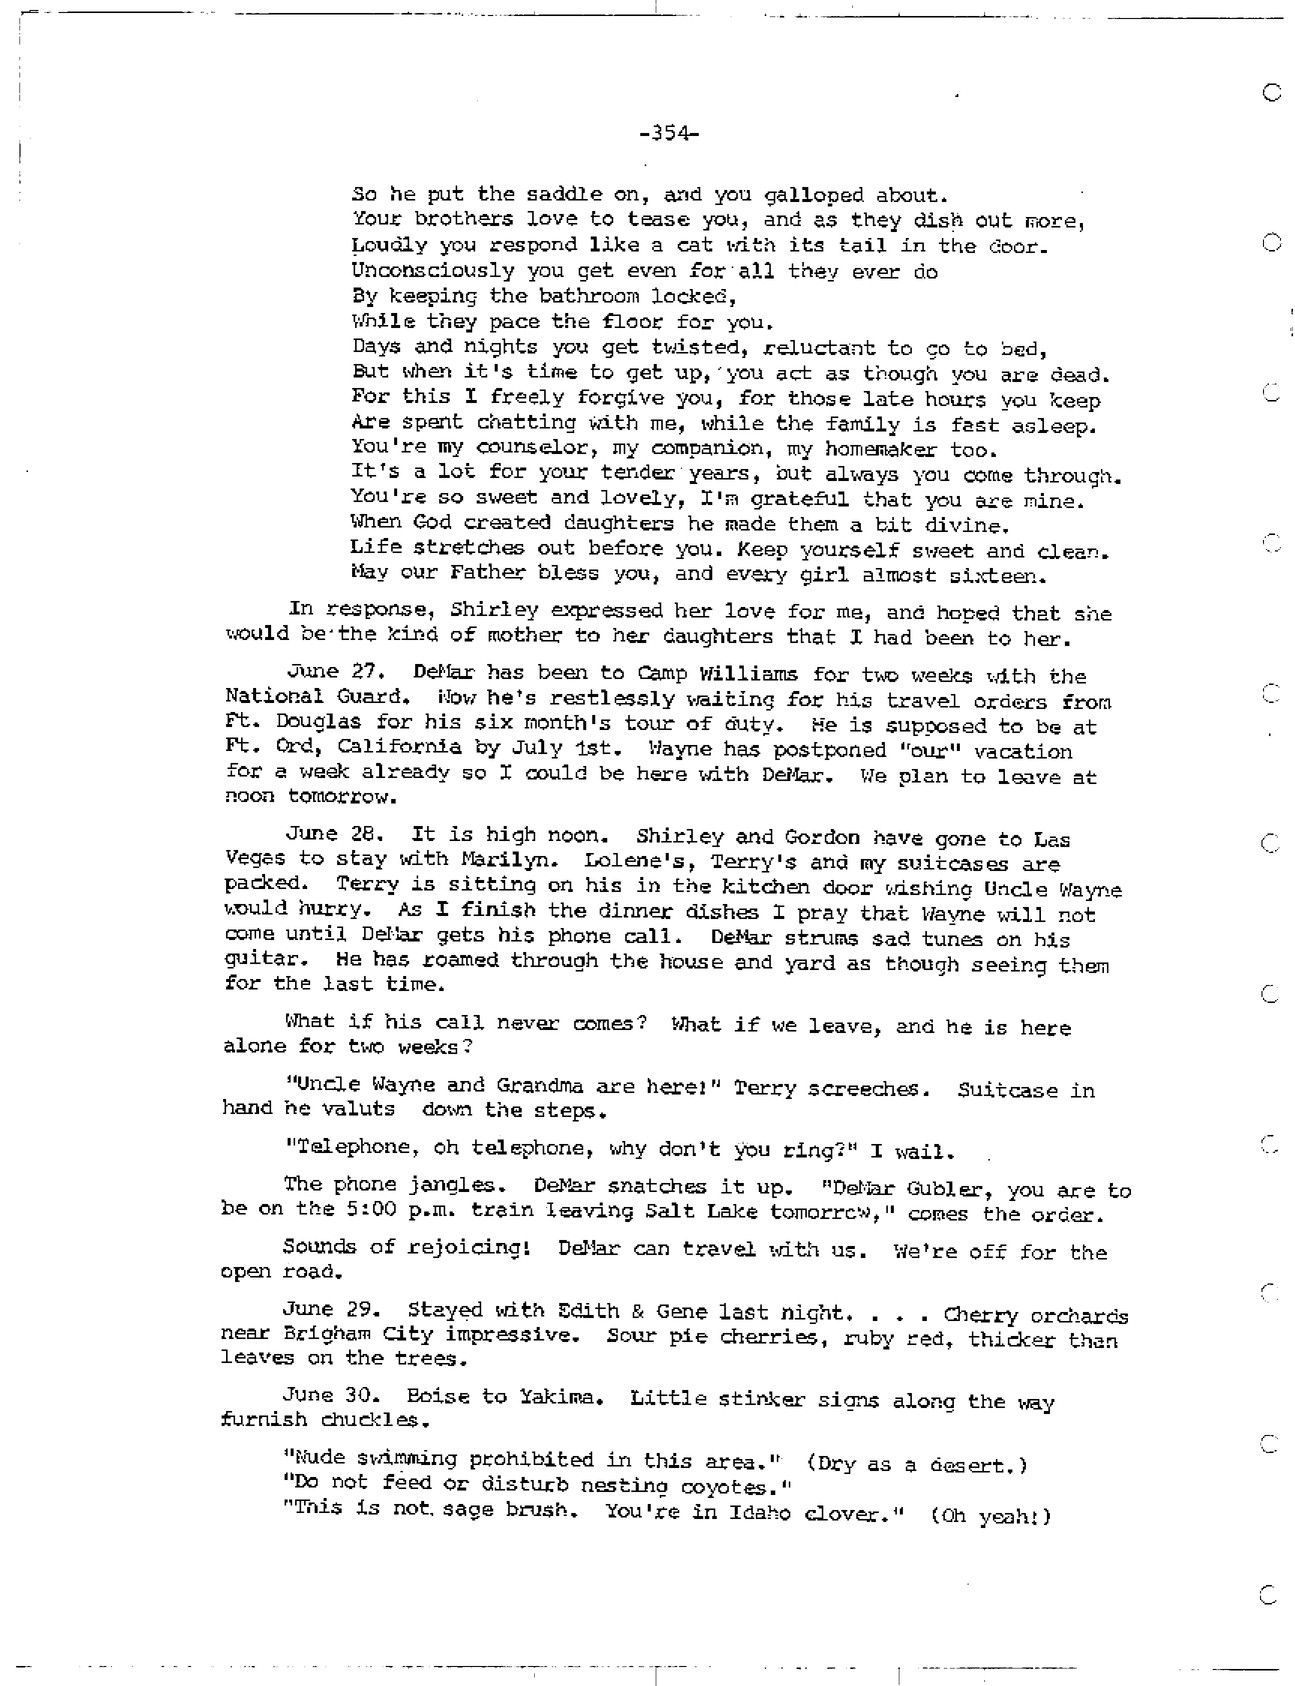 -354-
So he put the saddle on, and you galloped about.
Your brothers love to tease you, and as they dish out more,
Loudly you respond like a cat with its tail in the door.
Unconsciously you get even for all they ever do
By keeping the bathroom locked,
While they pace the floor for you.
Days and nights you get twisted, reluctant to go to bed,
But when it's time to get up, you act as though you are dead.
For this I freely forgive you, for those late hours you keep
Are spent chatting with me, while the family is fast asleep.
You're my counselor, my companion, my homemaker too.
It's a lot for your tender years, but always you come through.
You're so sweet and lovely, I'm grateful that you are mine.
When God created daughters he made them a bit divine.
Life stretches out before you. Keep yourself sweet and clean.
May our Father bless you, and every girl almost sixteen.
In response, Shirley expressed her love for me, and hoped that she
would be the kind of mother to her daughters that I had been to her.
June 27. DeMar has been to Camp Williams for two weeks with the
National Guard. Now he's restlessly waiting for his travel orders from
Ft. Douglas for his six month's tour of duty. He is supposed to be at
Ft. Ord, California by July 1st. Wayne has postponed "our" vacation
for a week already so I could be here with DeMar. We plan to leave at
noon tomorrow.
June 28. It is high noon. Shirley and Gordon have gone to Las
Vegas to stay with Marilyn. Lolene's, Terry's and my suitcases are
packed. Terry is sitting on his in the kitchen door wishing Uncle Wayne
would hurry. As I finish the dinner dishes I pray that Wayne will not
come until DeMar gets his phone call. DeMar strums sad tunes on his
guitar. He has roamed through the house and yard as though seeing them
for the last time.
What if his call never comes? What if we leave, and he is here
alone for two weeks?
"Uncle Wayne and Grandma are here!" Terry screeches. Suitcase in
hand he valuts down the steps.
"Telephone, oh telephone, why don't you ring?" I wail.
The phone jangles. DeMar snatches it up. "DeMar Gubler, you are to
be on the 5:00 p.m. train leaving Salt Lake tomorrow," comes the order.
Sounds of rejoicing! DeMar can travel with us. We're off for the
open road.
June 29. Stayed with Edith & Gene last night. . . . Cherry orchards
near Brigham City impressive. Sour pie cherries, ruby red, thicker than
leaves on the trees.
June 30. Boise to Yakima. Little stinker signs along the way
furnish chuckles.
"Nude swimming prohibited in this area." (Dry as a desert.)
"Do not feed or disturb nesting coyotes."
"This is not sage brush. You're in Idaho clover." (Oh yeah!)